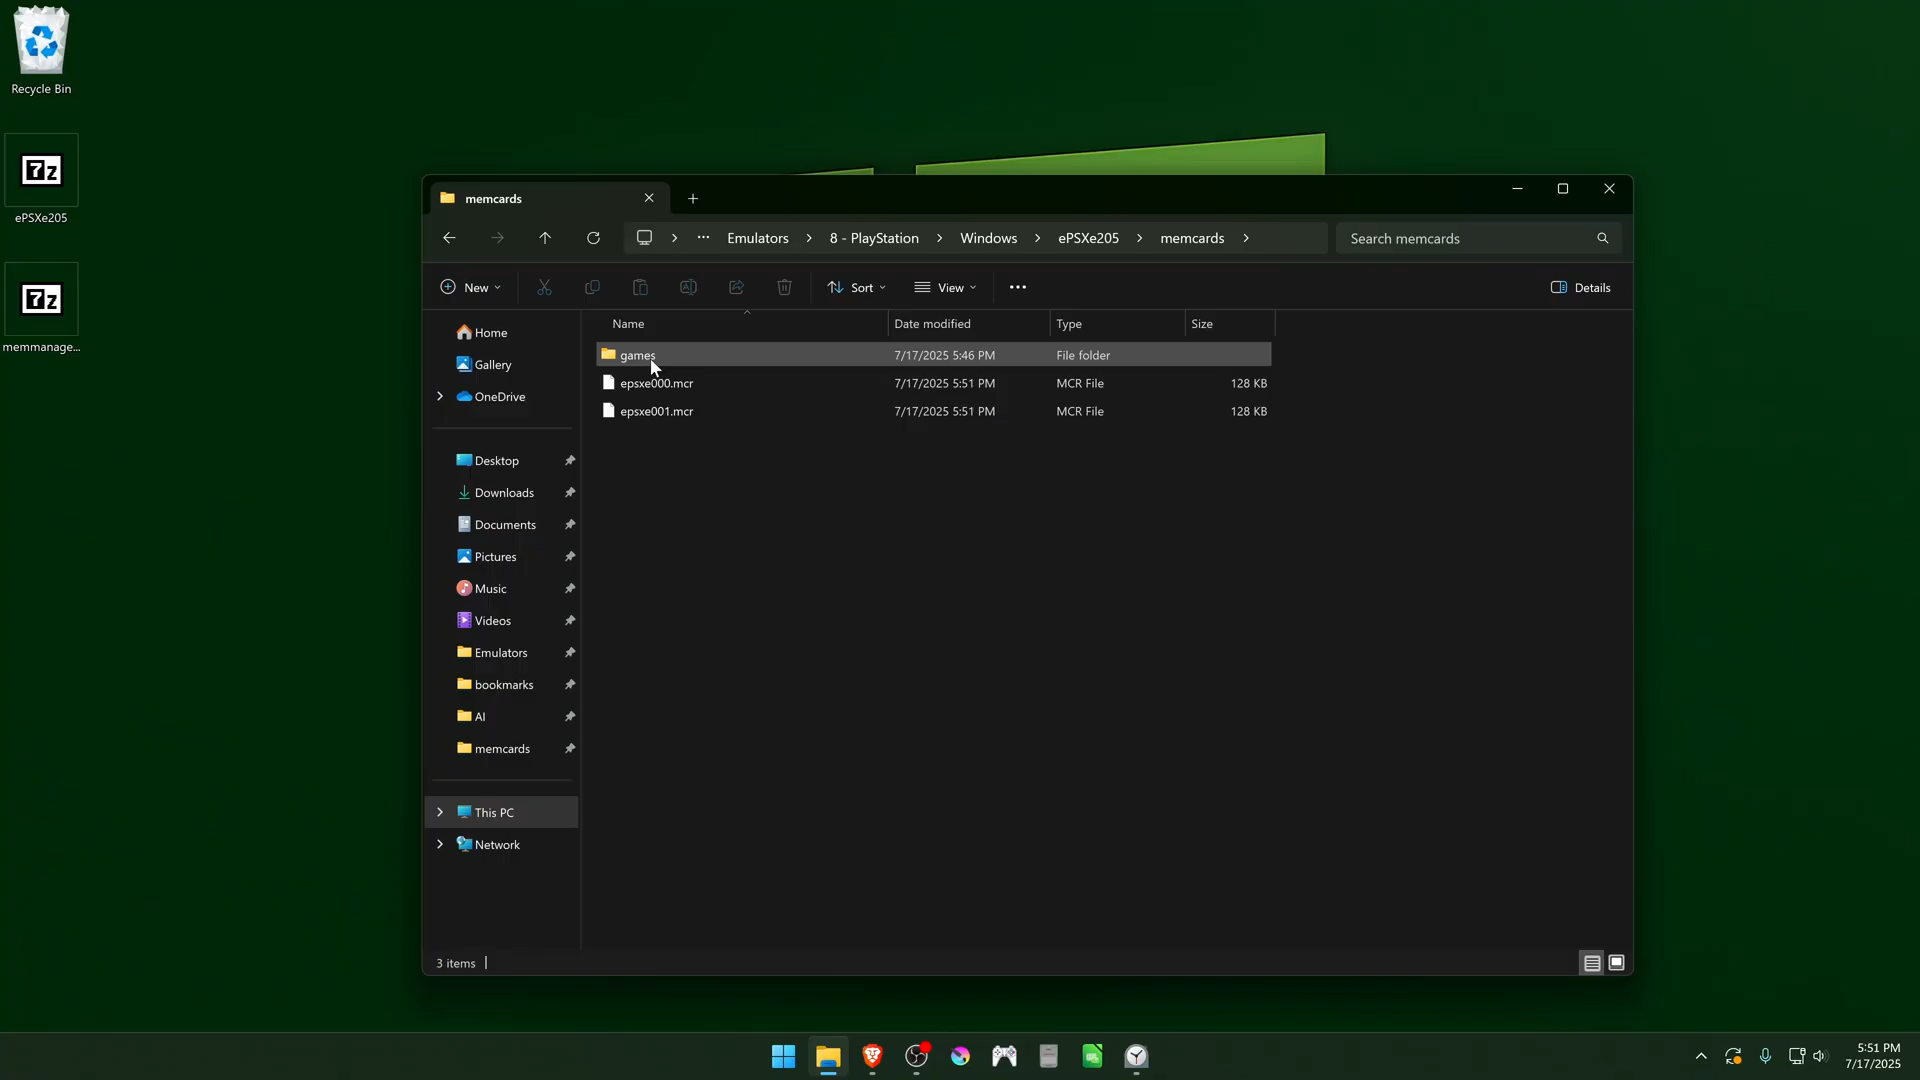 Recycle Bin
7z
ePSXe205
7z
memmanage...
memcards
Emulators
8 - PlayStation
Windows
ePSXe205
memcards
Search memcards
New
Sort
View
Details
Home
Gallery
OneDrive
Desktop
Downloads
Documents
Pictures
Music
Videos
Emulators
bookmarks
AI
memcards
This PC
Network
Name Date modified Type Size
games 7/17/2025 5:46 PM File folder
epsxe000.mcr 7/17/2025 5:51 PM MCR File 128 KB
epsxe001.mcr 7/17/2025 5:51 PM MCR File 128 KB
3 items
5:51 PM
7/17/2025